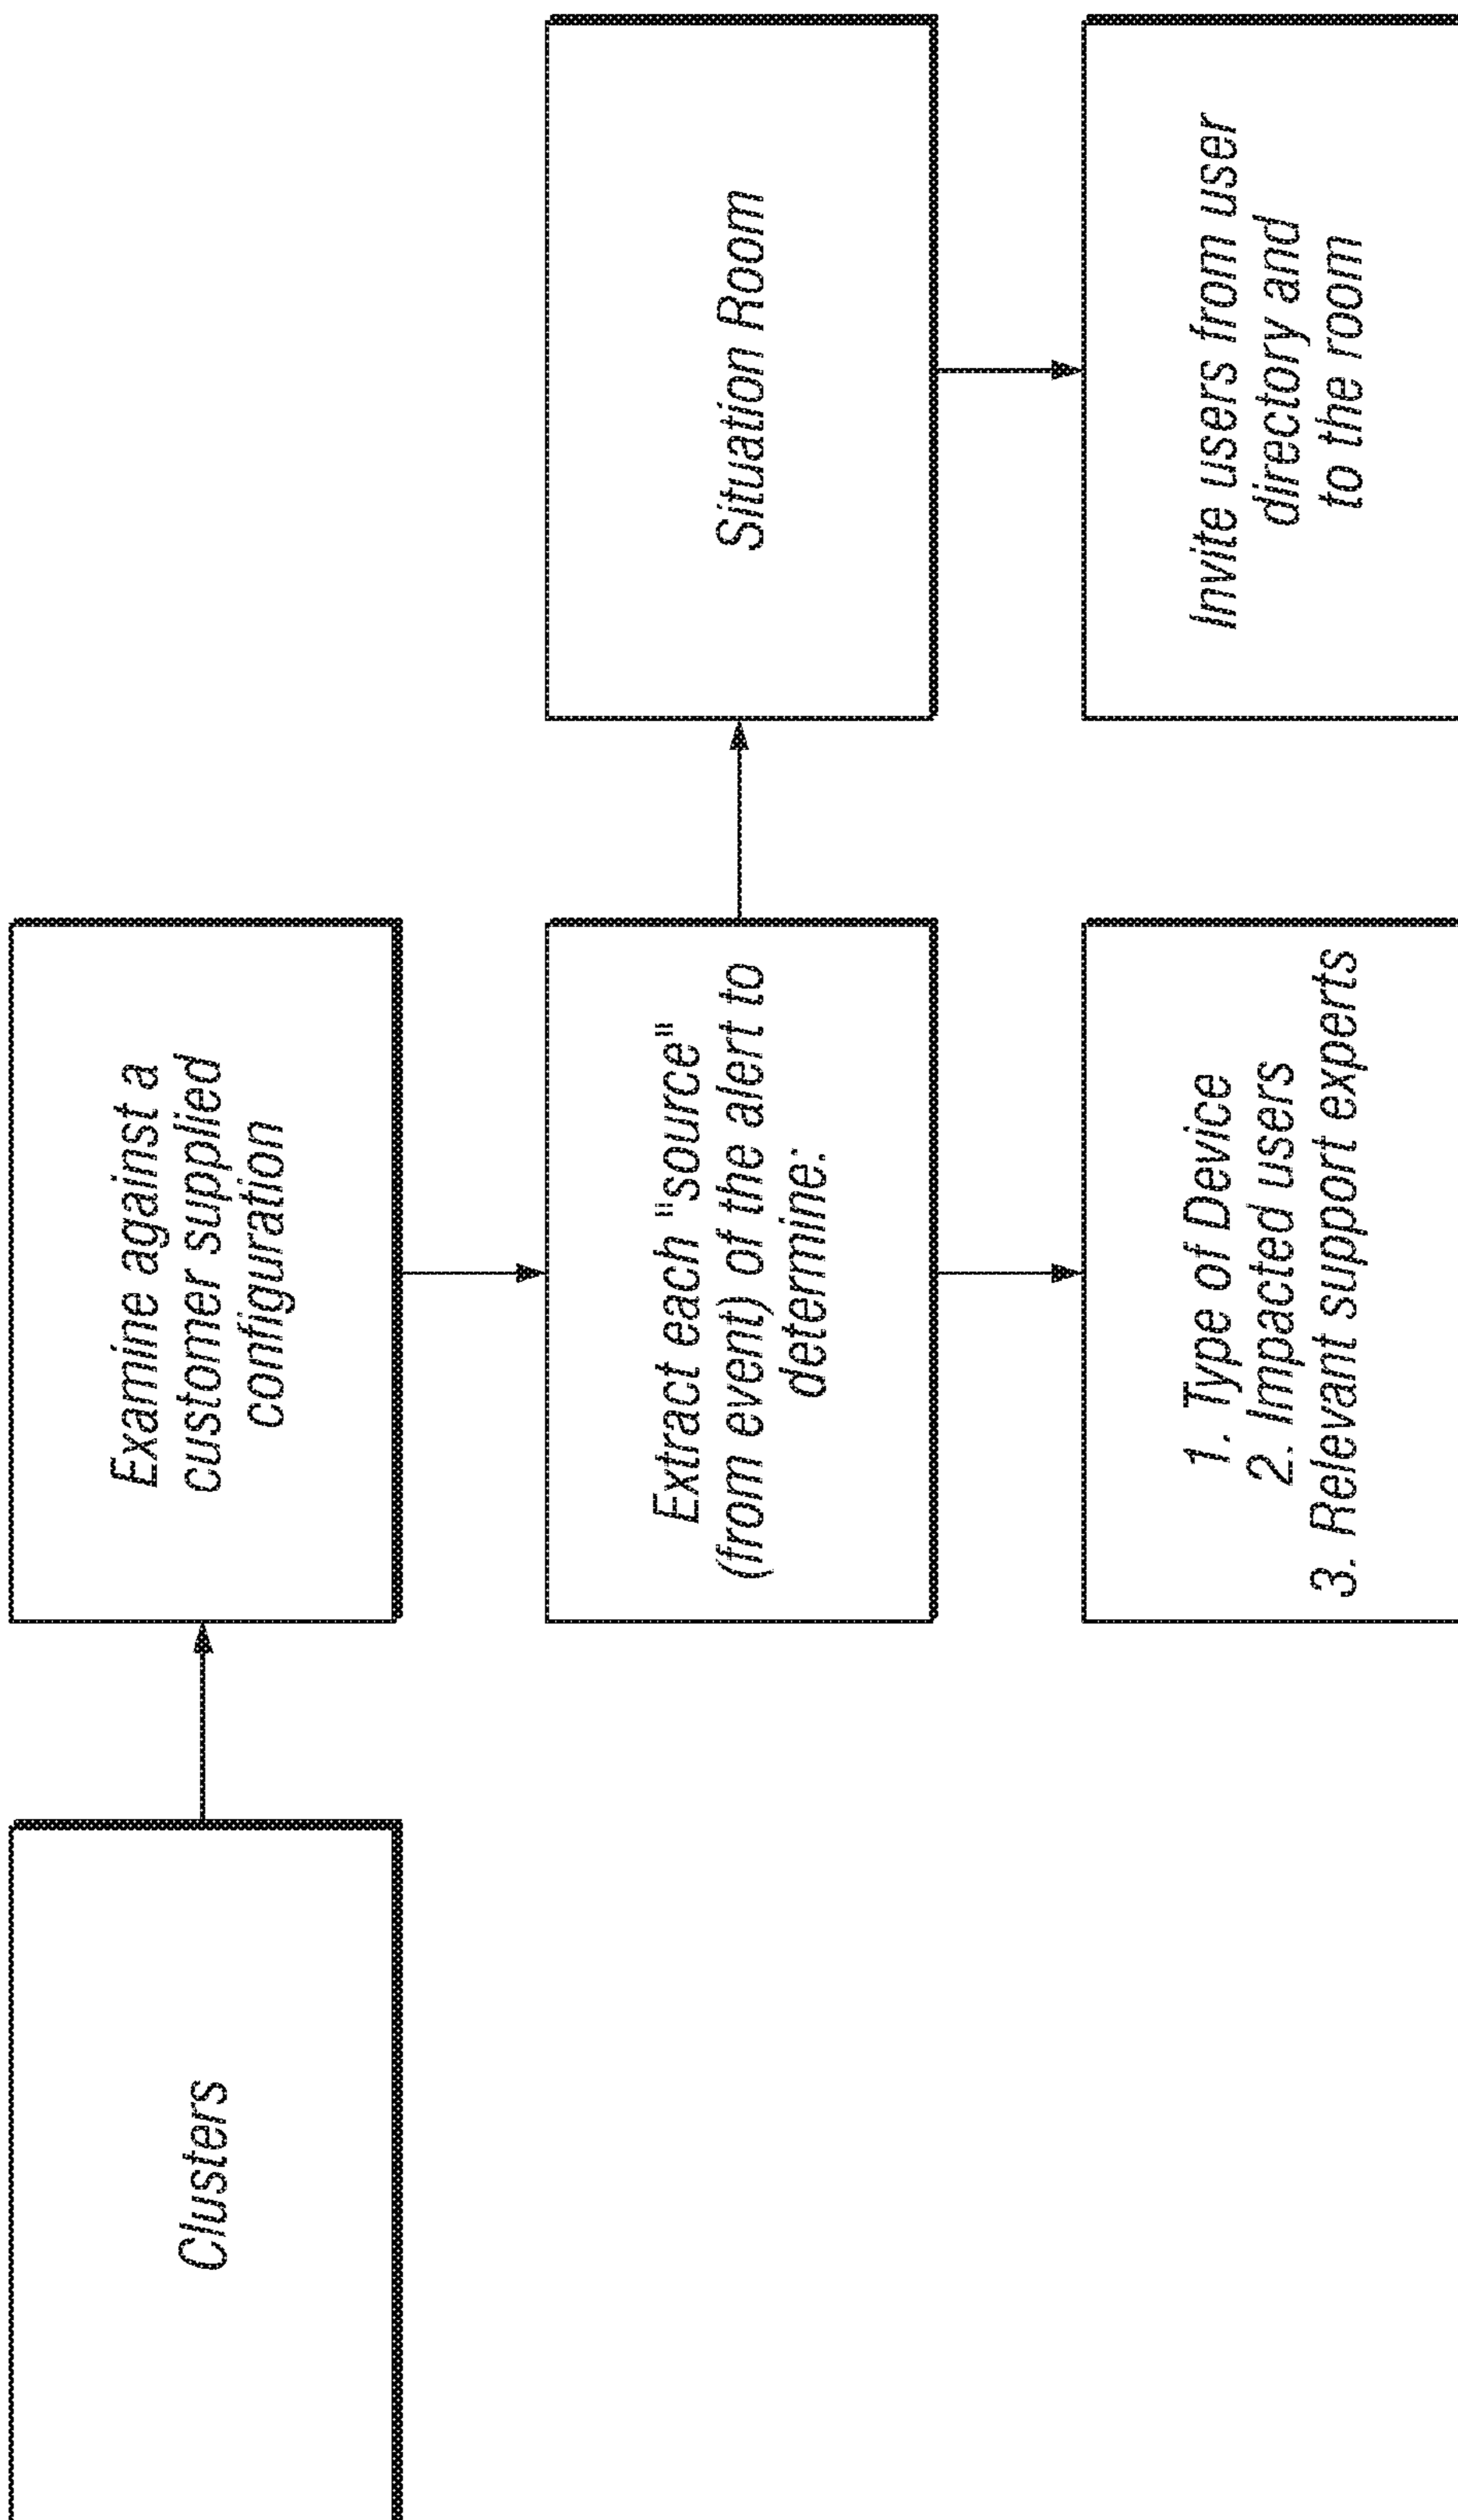 Clusters
Examine against a
customer supplied
configuration
Extract each "source"
(from event) of the alert to
determine:
1. Type of Device
2. Impacted users
3. Relevant support experts
Situation Room
Invite users from user
directory and
to the room